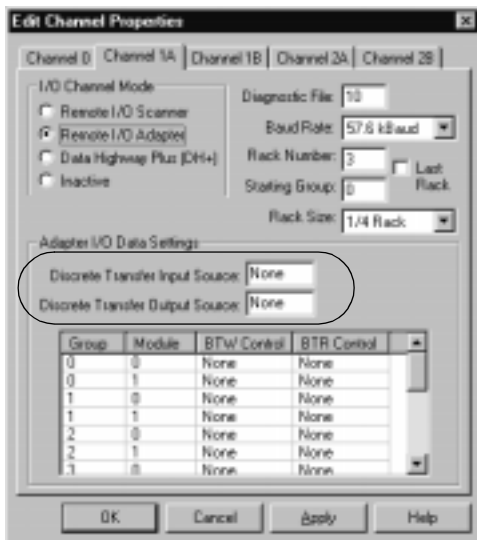 Edit Channel Properties
Channel 0 Channel 1A Channel 1B Channel 2A Channel 2B
I/O Channel Mode
Remote I/O Scanner
Remote I/O Adapter
Data Highway Plus (DH+)
Inactive
Diagnostic File: 10
Baud Rate: 57.6 kBaud
Rack Number: 3
Last Rack
Starting Group: 0
Rack Size: 1/4 Rack
Adapter I/O Data Settings
Discrete Transfer Input Source: None
Discrete Transfer Output Source: None
Group Module BTW Control BTR Control
0 0 None None
0 1 None None
1 0 None None
1 1 None None
2 0 None None
2 1 None None
3 0 None None
OK Cancel Apply Help